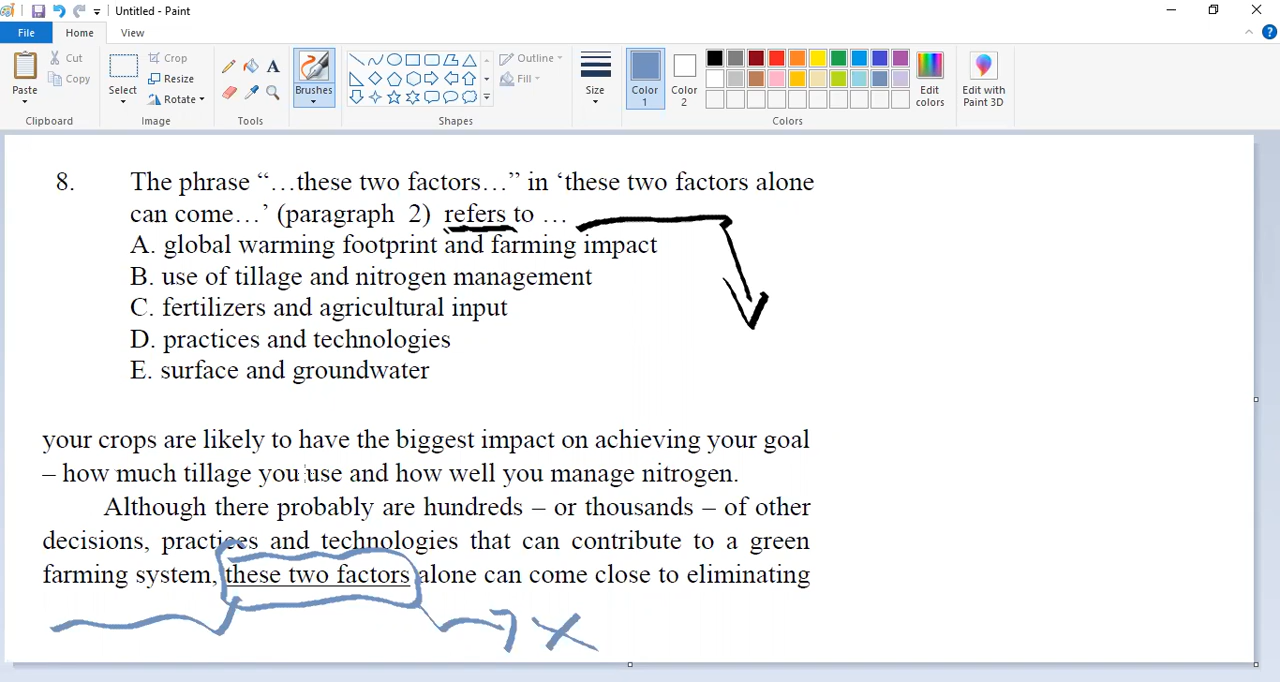 Untitled - Paint
File Home View
Paste Cut Copy Select Crop Resize Rotate Brushes Outline Fill Size Color 1 Color 2 Edit colors Edit with Paint 3D
Clipboard Image Tools Shapes Colors
8. The phrase “…these two factors…” in ‘these two factors alone
can come…’ (paragraph 2) refers to …
A. global warming footprint and farming impact
B. use of tillage and nitrogen management
C. fertilizers and agricultural input
D. practices and technologies
E. surface and groundwater
your crops are likely to have the biggest impact on achieving your goal
– how much tillage you use and how well you manage nitrogen.
Although there probably are hundreds – or thousands – of other
decisions, practices and technologies that can contribute to a green
farming system, these two factors alone can come close to eliminating